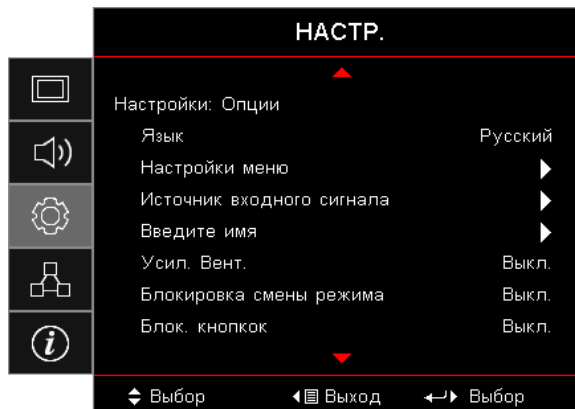 НАСТР.
Настройки: Опции
Язык Русский
Настройки меню
Источник входного сигнала
Введите имя
Усил. Вент. Выкл.
Блокировка смены режима Выкл.
Блок. кнопкок Выкл.
Выбор Выход Выбор